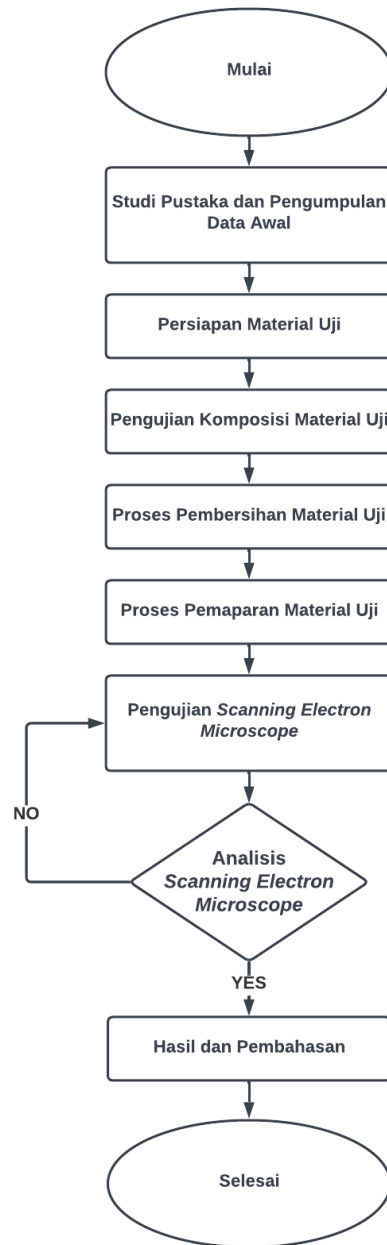 Mulai
Studi Pustaka dan Pengumpulan
Data Awal
Persiapan Material Uji
Pengujian Komposisi Material Uji
Proses Pembersihan Material Uji
Proses Pemaparan Material Uji
Pengujian Scanning Electron
Microscope
NO
Analisis
Scanning Electron
Microscope
YES
Hasil dan Pembahasan
Selesai